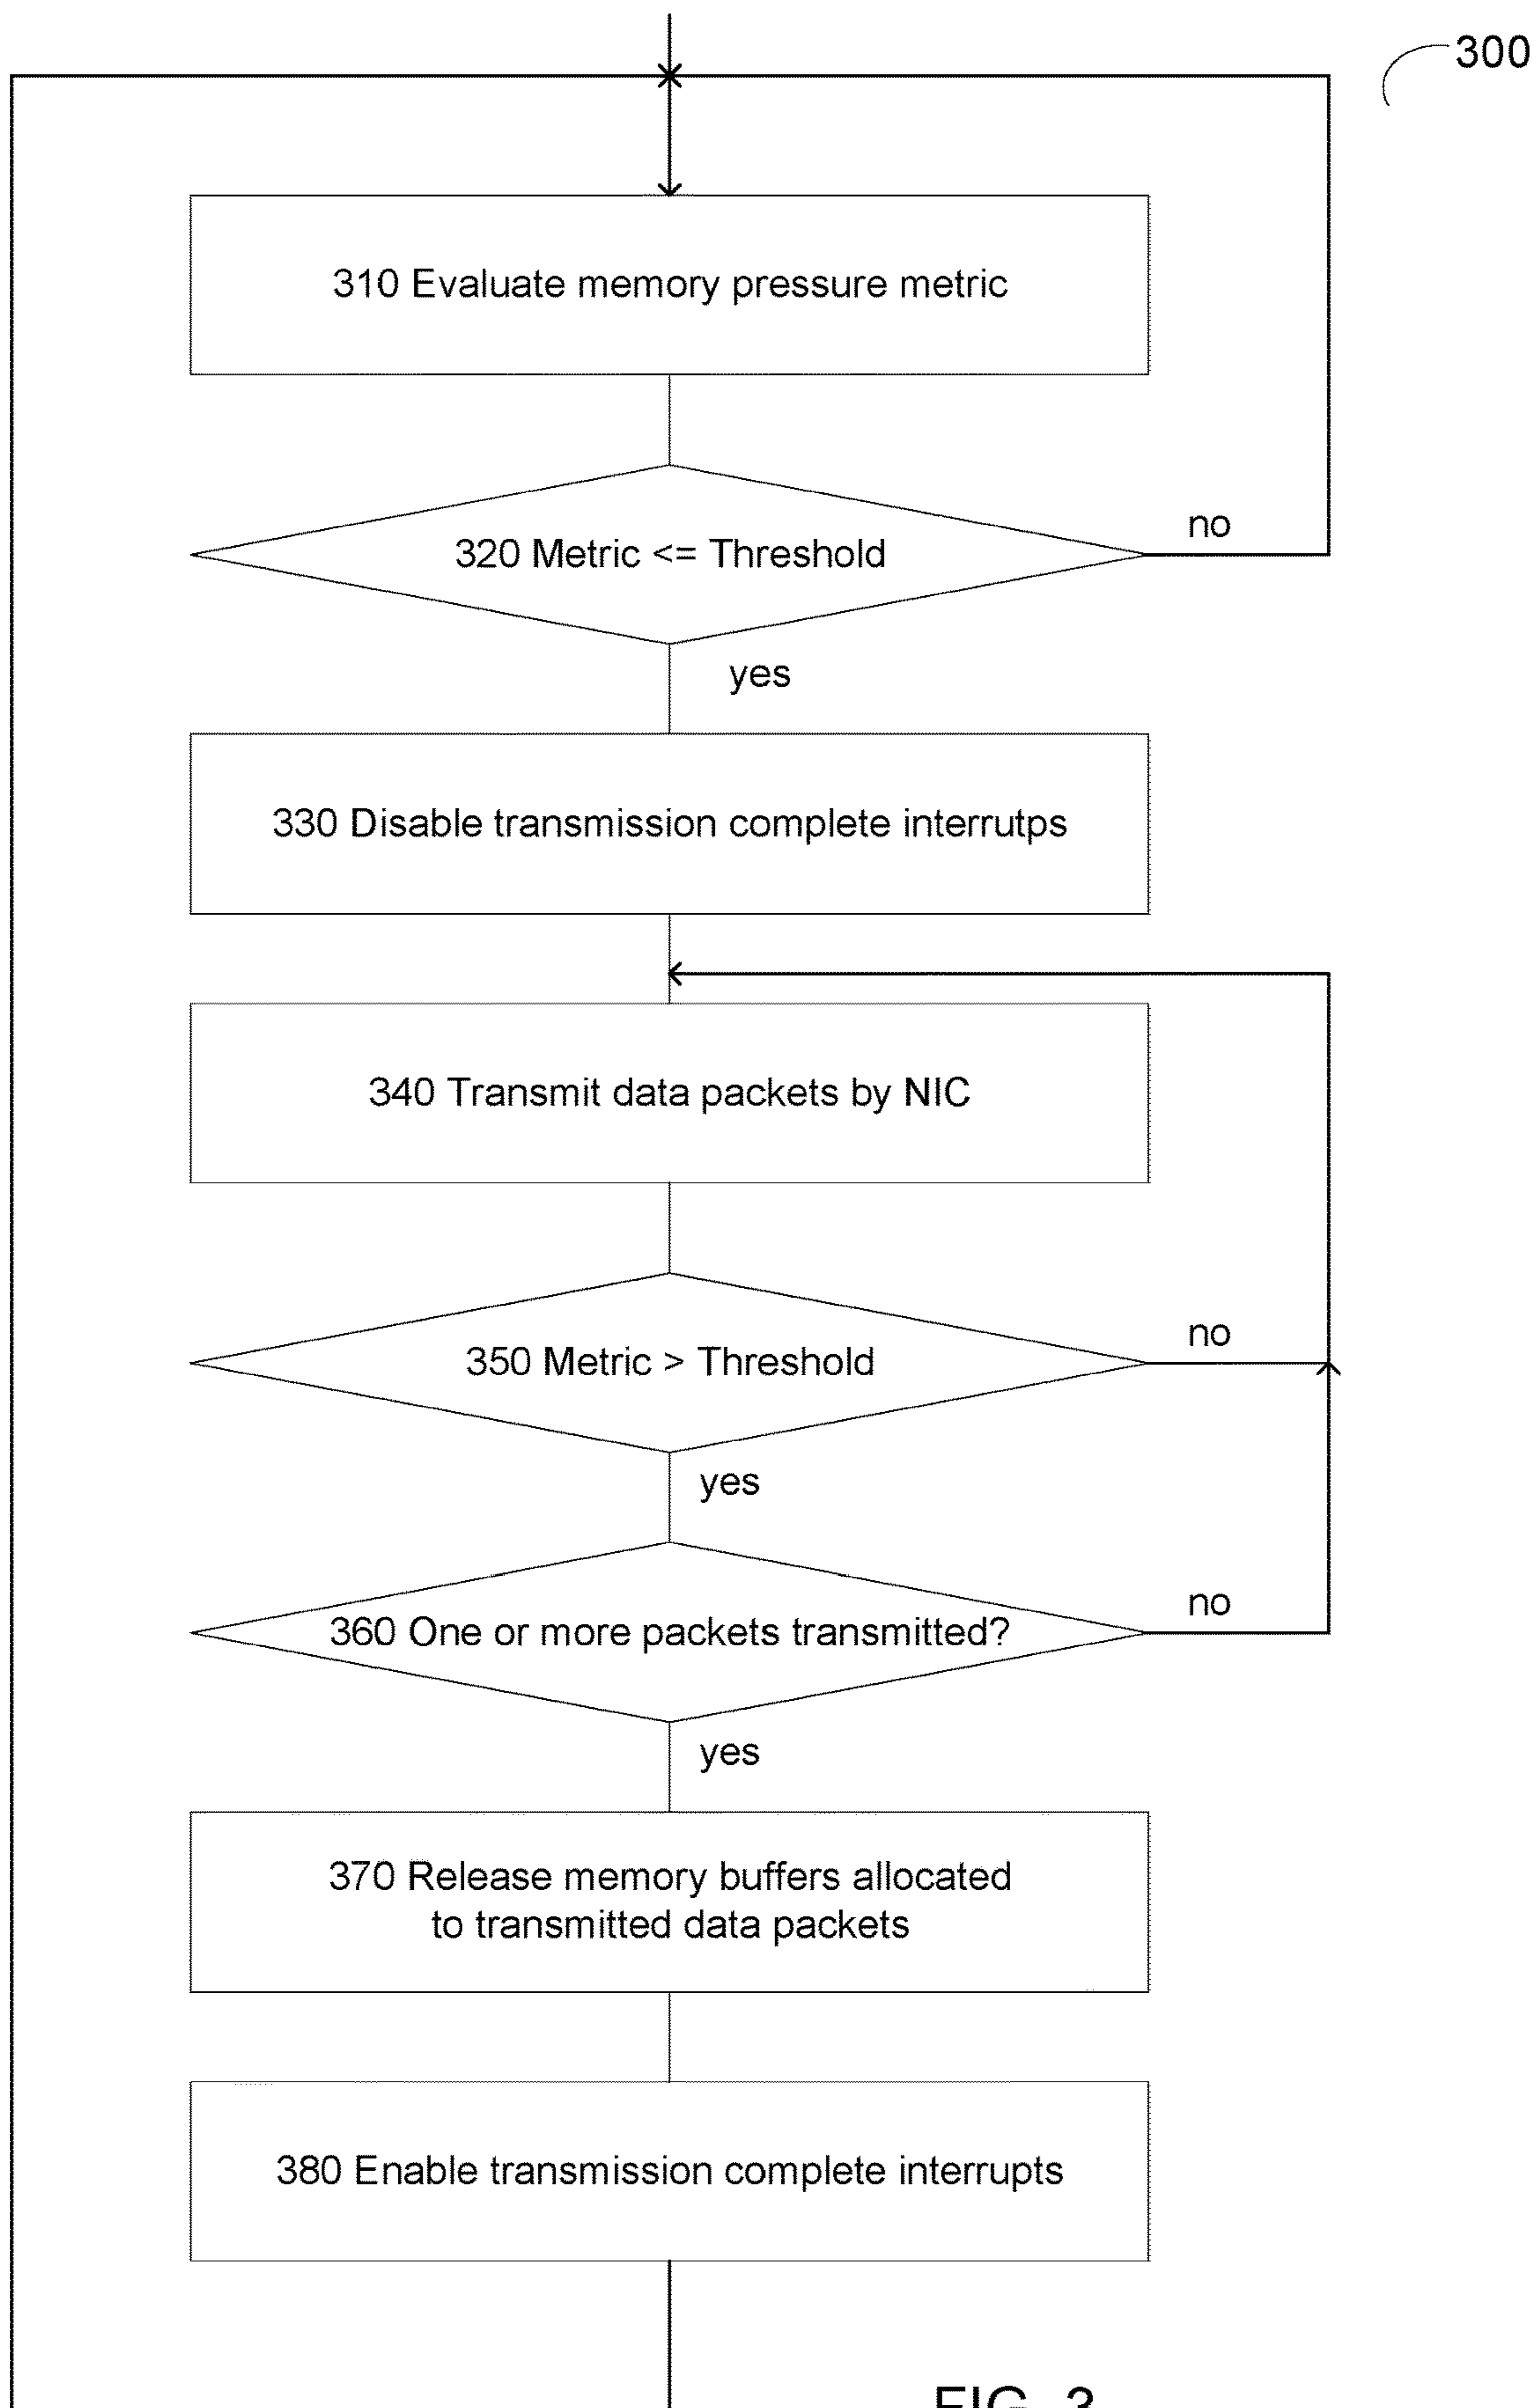 300
310 Evaluate memory pressure metric
no
320 Metric <= Threshold
yes
330 Disable transmission complete interrutps
340 Transmit data packets by NIC
no
350 Metric > Threshold
yes
no
360 One or more packets transmitted?
yes
370 Release memory buffers allocated
to transmitted data packets
380 Enable transmission complete interrupts
FIG. 3